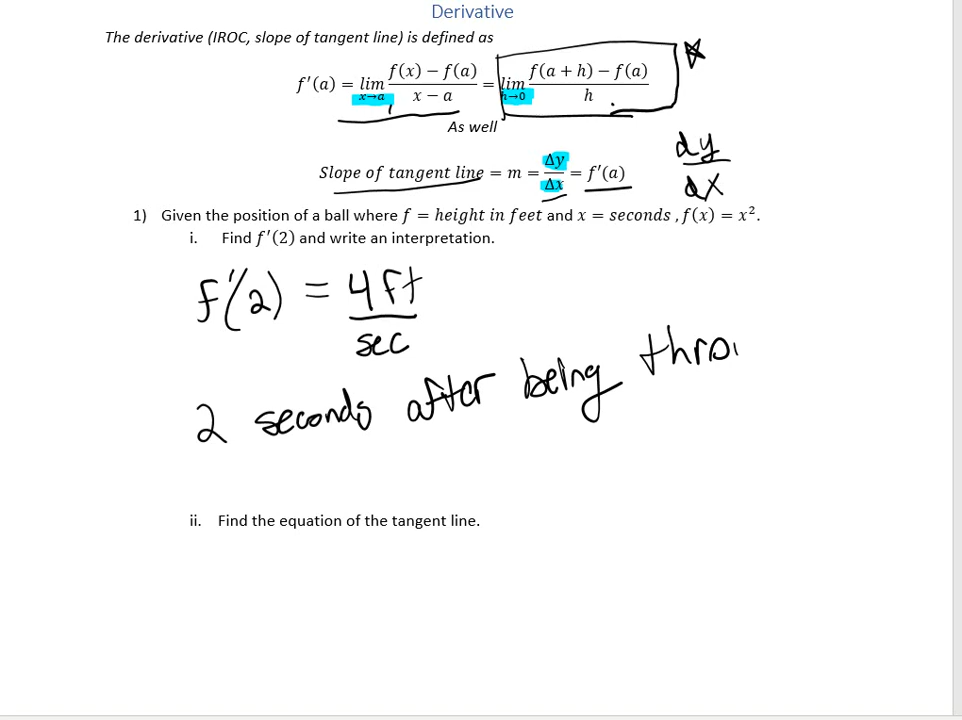 Derivative
The derivative (IROC, slope of tangent line) is defined as
f'(a) = lim x→a f(x) − f(a) / x − a = lim h→0 f(a + h) − f(a) / h
As well
Slope of tangent line = m = Δy / Δx = f'(a) dy / dx
1) Given the position of a ball where f = height in feet and x = seconds , f(x) = x².
i. Find f'(2) and write an interpretation.
f'(2) = 4 ft / sec
2 seconds after being thro
ii. Find the equation of the tangent line.